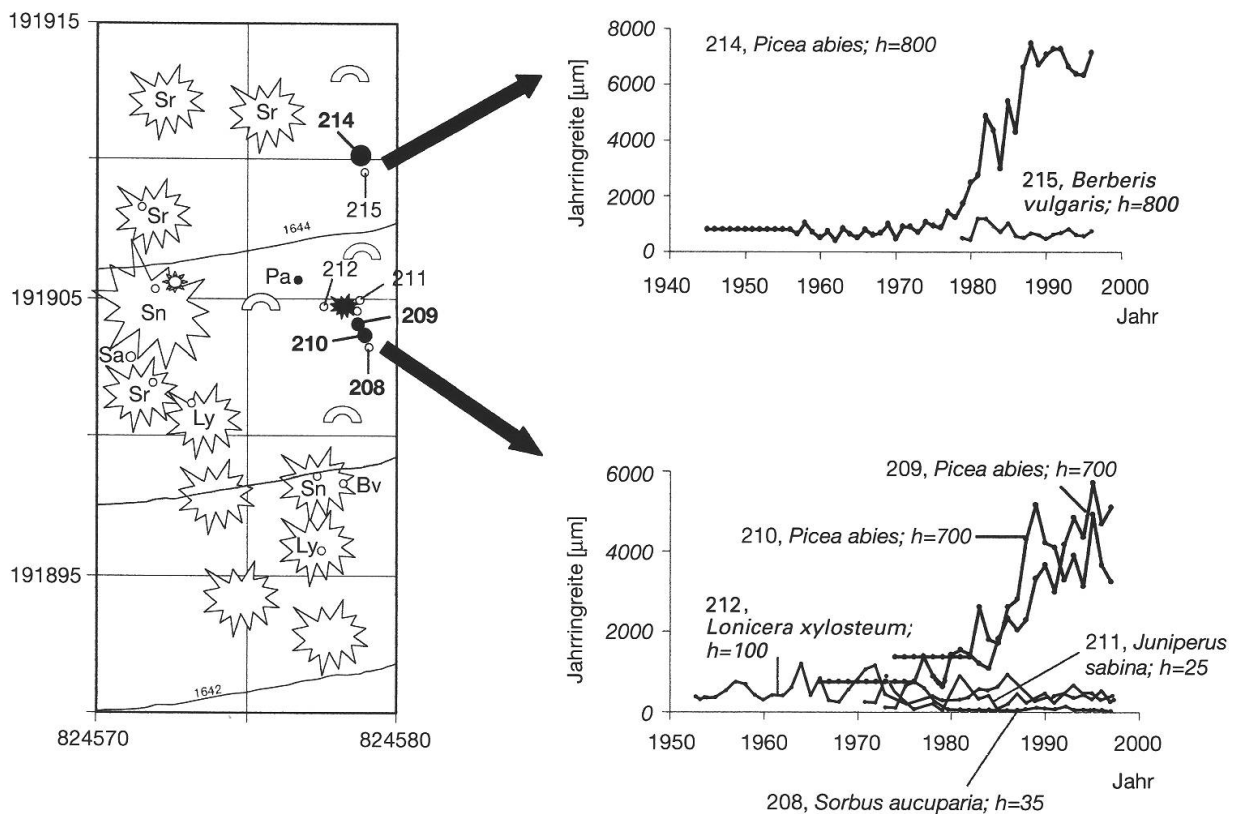 191915
Sr
Sr
214
215
Sr
1644
Pa
212
211
191905
Sn
209
210
Sa
208
Sr
Ly
Sn
Bv
Ly
191895
1642
824570
824580
Jahrringreite [µm]
8000
6000
4000
2000
0
214, Picea abies; h=800
215, Berberis
vulgaris; h=800
1940
1950
1960
1970
1980
1990
2000
Jahr
Jahrringreite [µm]
6000
4000
2000
0
209, Picea abies; h=700
210, Picea abies; h=700
212,
Lonicera xylosteum;
h=100
211, Juniperus
sabina; h=25
1950
1960
1970
1980
1990
2000
Jahr
208, Sorbus aucuparia; h=35